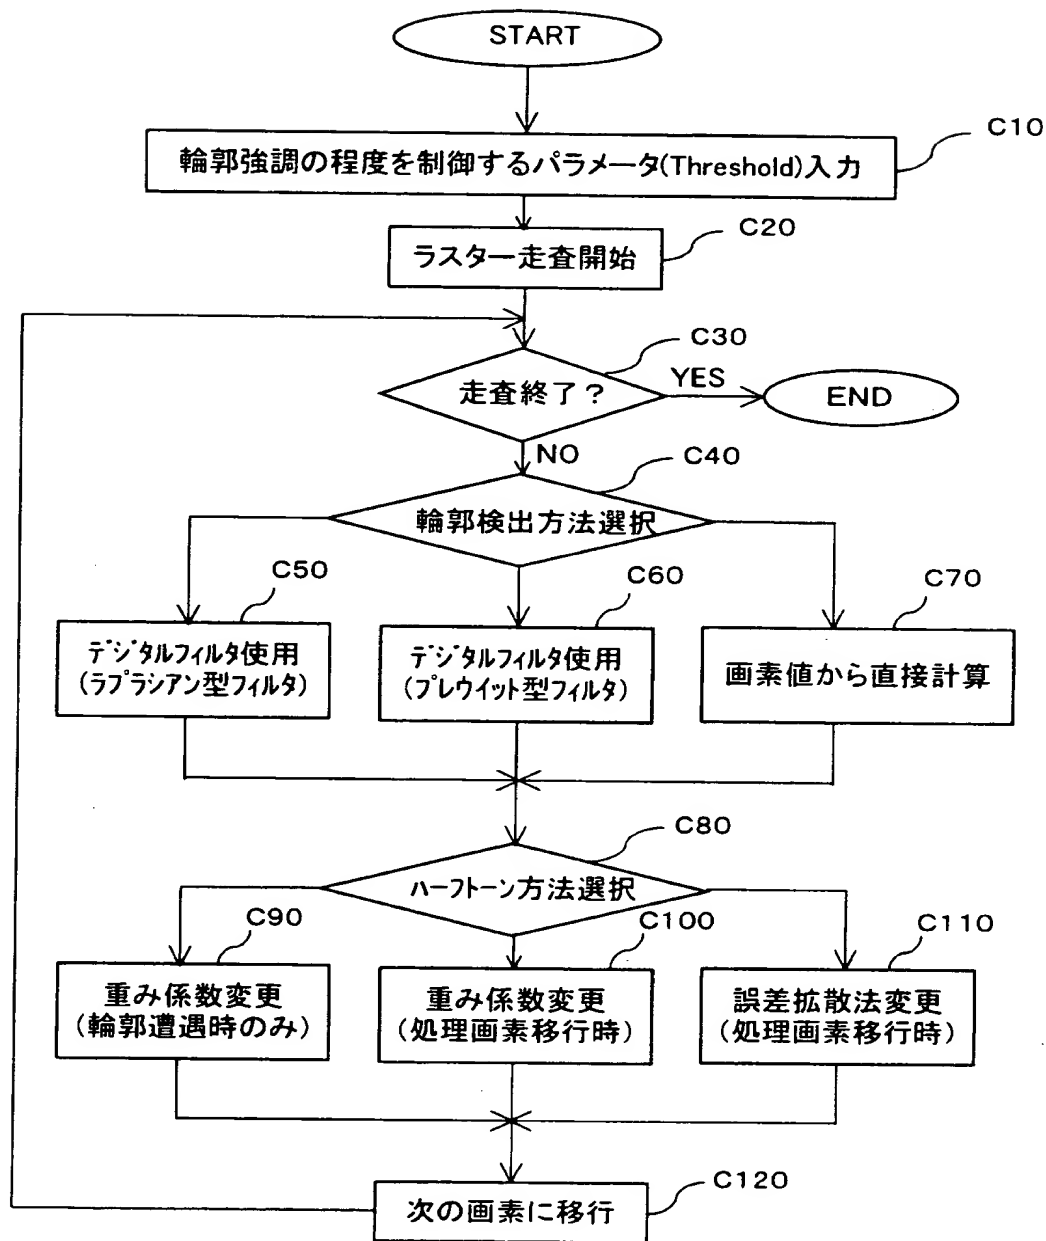 START
C10
輪郭強調の程度を制御するパラメータ(Threshold)入力
C20
ラスター走査開始
C30
走査終了?
YES
END
NO
C40
輪郭検出方法選択
C50
デジタルフィルタ使用
(ラプラシアン型フィルタ)
C60
デジタルフィルタ使用
(プレウイット型フィルタ)
C70
画素値から直接計算
C80
ハーフトーン方法選択
C90
重み係数変更
(輪郭遭遇時のみ)
C100
重み係数変更
(処理画素移行時)
C110
誤差拡散法変更
(処理画素移行時)
C120
次の画素に移行